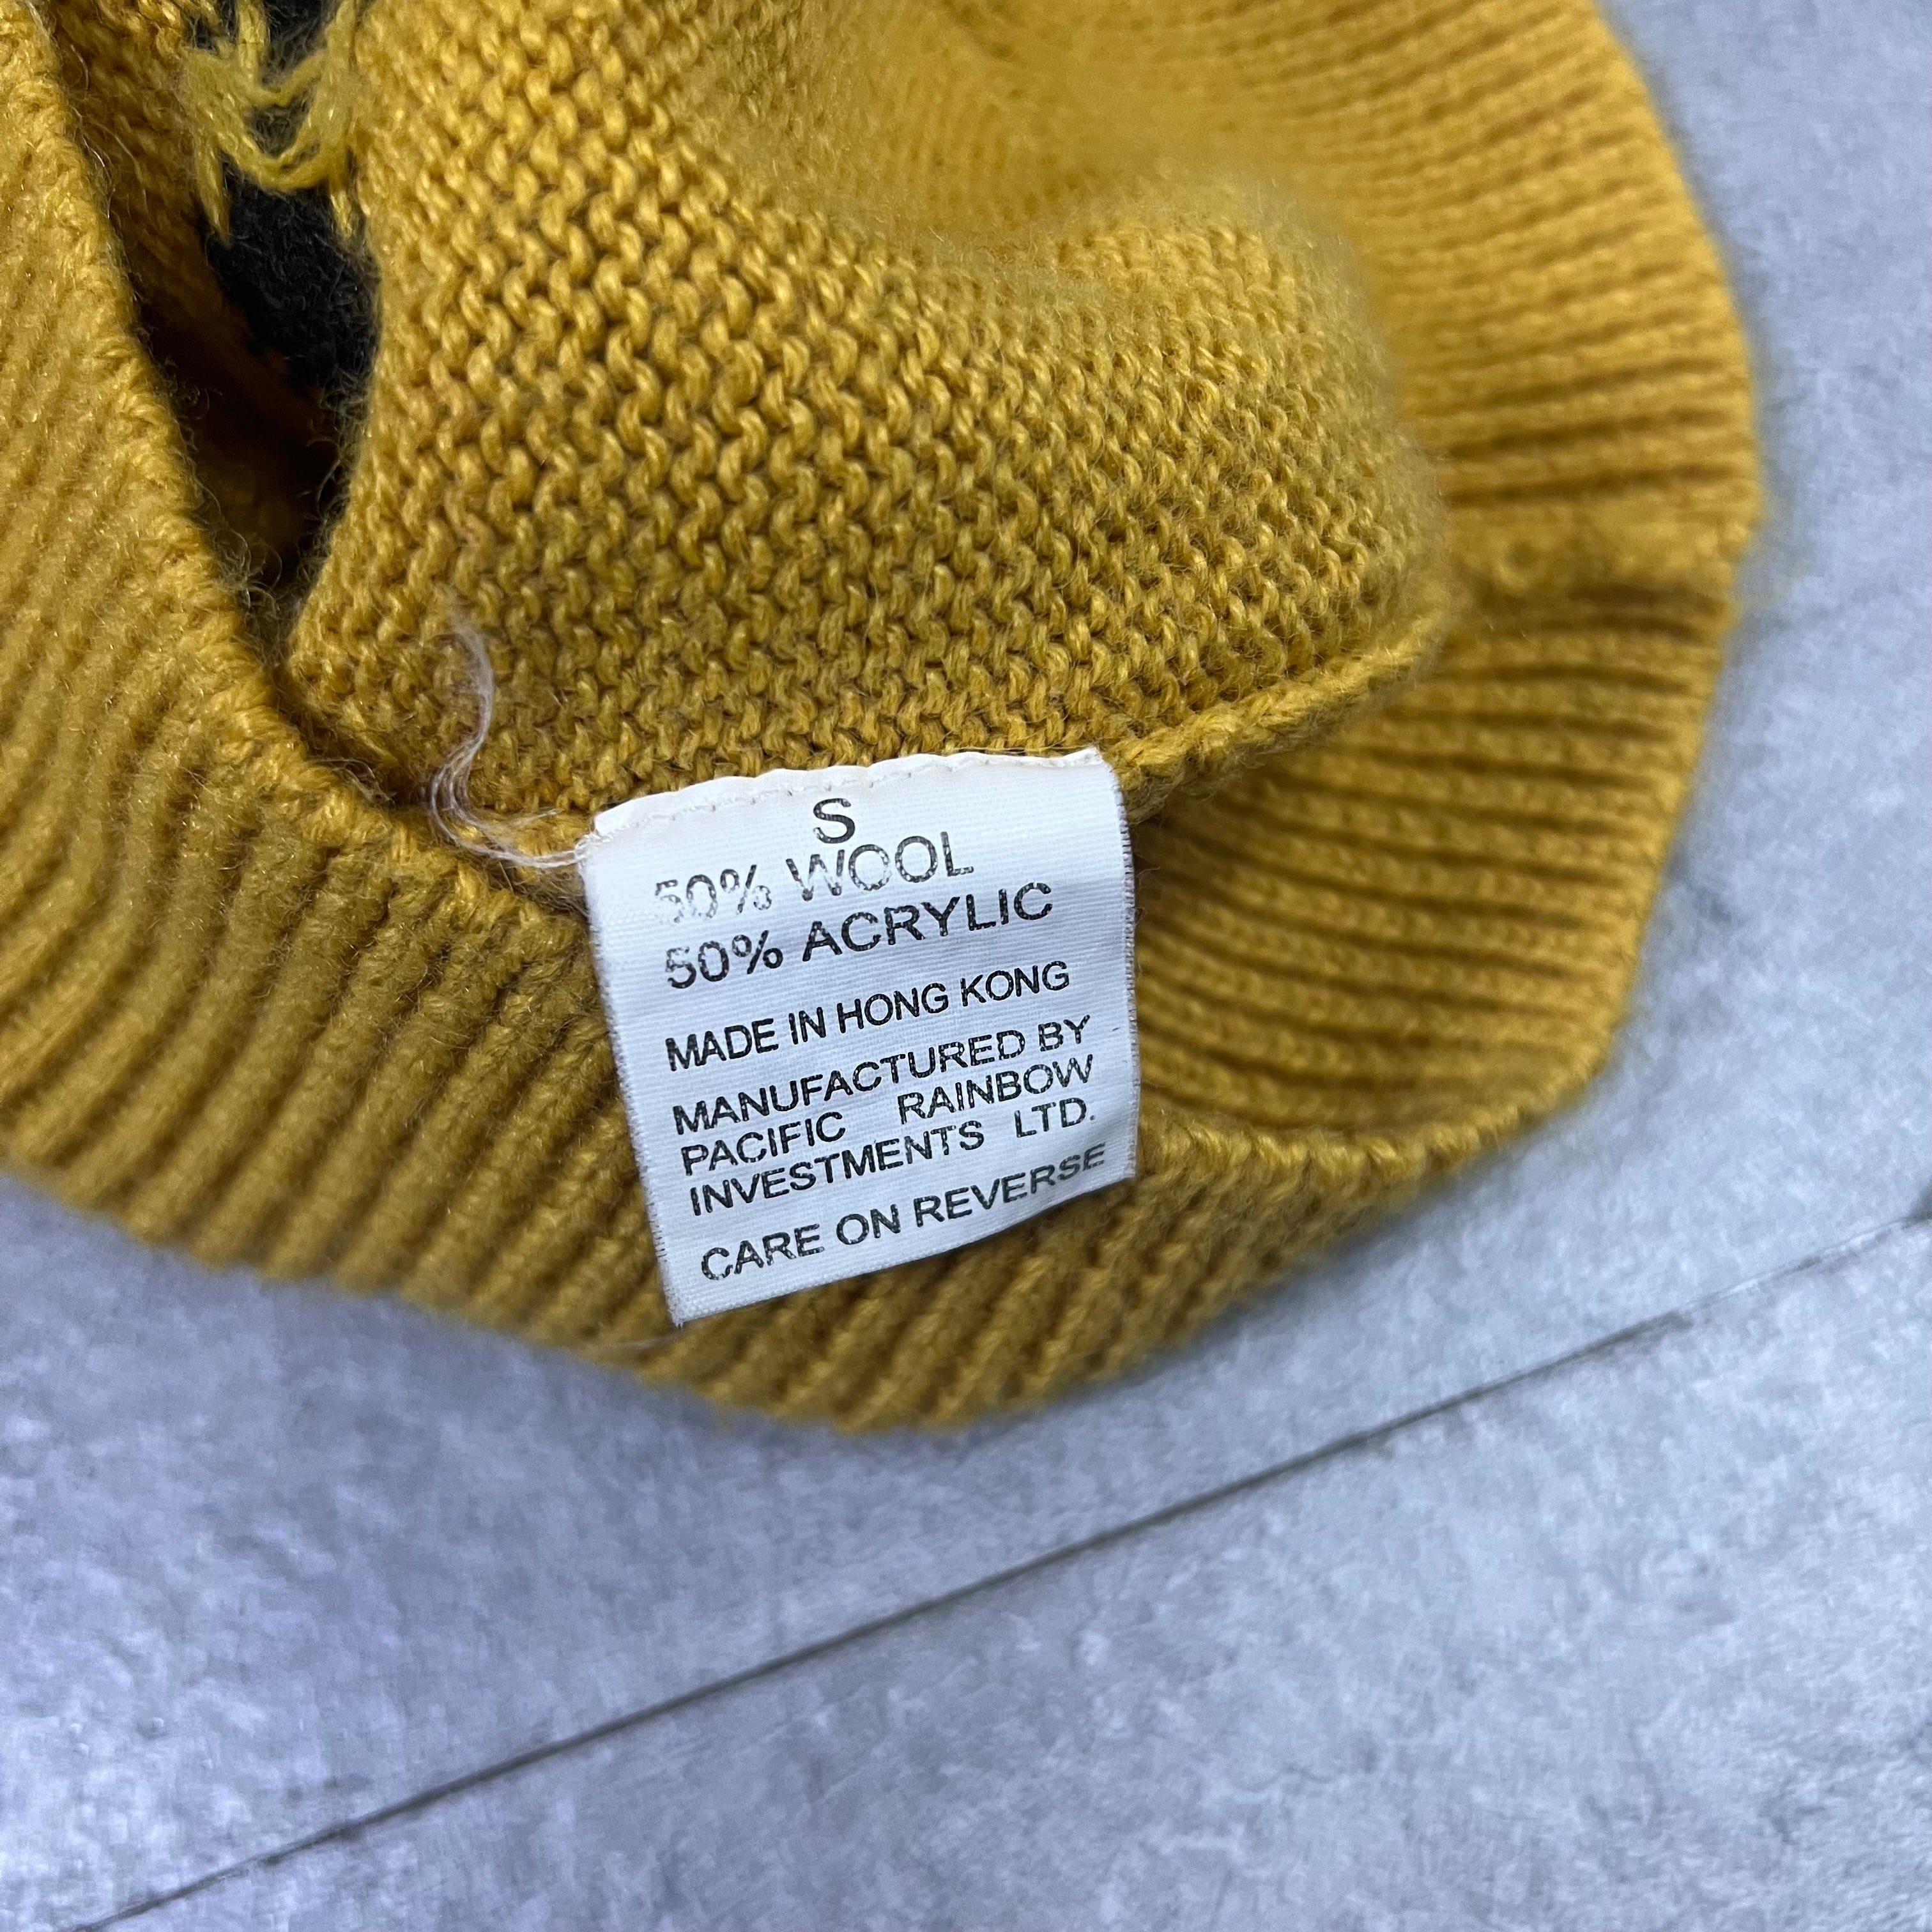 S
50% WOOL
50% ACRYLIC
MADE IN HONG KONG
MANUFACTURED BY
PACIFIC RAINBOW
INVESTMENTS LTD.
CARE ON REVERSE